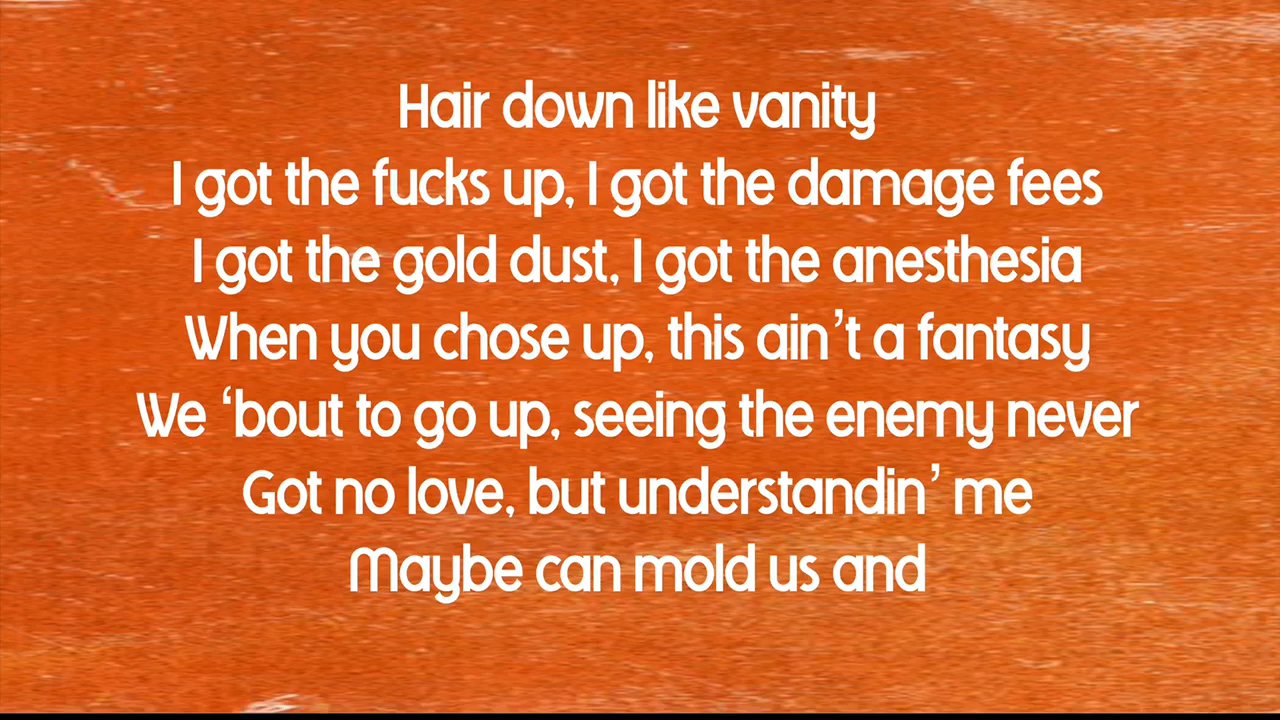 Hair down like vanity
I got the fucks up, I got the damage fees
I got the gold dust, I got the anesthesia
When you chose up, this ain’t a fantasy
We ‘bout to go up, seeing the enemy never
Got no love, but understandin’ me
Maybe can mold us and